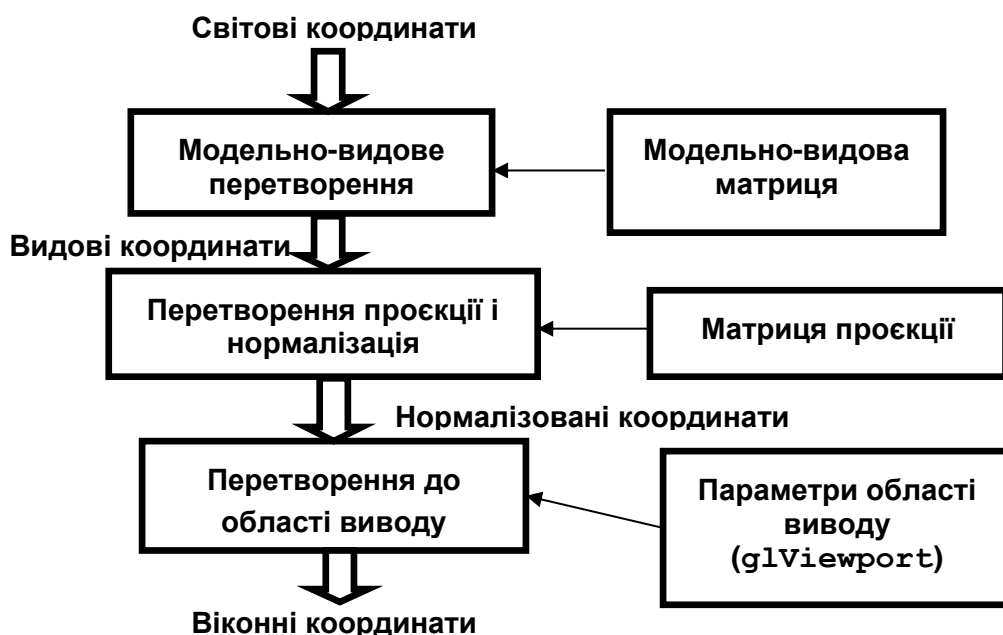 Світові координати
Модельно-видове
перетворення
Модельно-видова
матриця
Видові координати
Перетворення проєкції і
нормалізація
Матриця проєкції
Нормалізовані координати
Перетворення до
області виводу
Параметри області
виводу
(glViewport)
Віконні координати